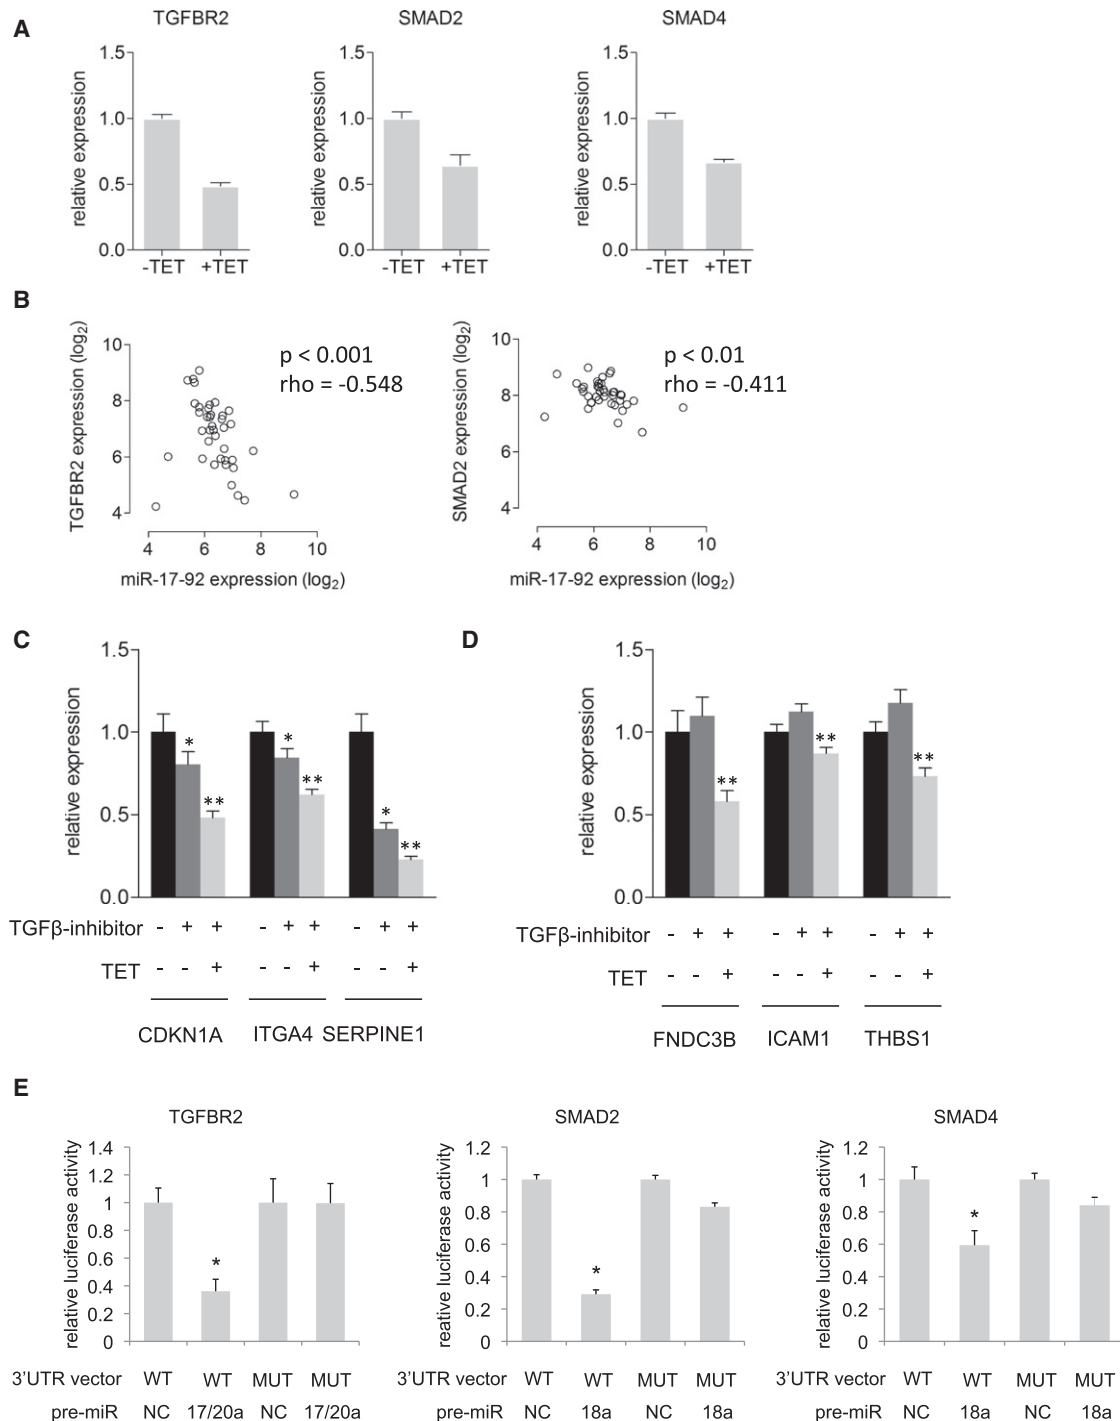 A
TGFBR2
SMAD2
SMAD4
relative expression
1.5
1.0
0.5
0.0
-TET +TET
relative expression
1.5
1.0
0.5
0.0
-TET +TET
relative expression
1.5
1.0
0.5
0.0
-TET +TET
B
TGFBR2 expression (log2)
10
8
6
4
p < 0.001
rho = -0.548
4 6 8 10
miR-17-92 expression (log2)
SMAD2 expression (log2)
10
8
6
4
p < 0.01
rho = -0.411
4 6 8 10
miR-17-92 expression (log2)
C
relative expression
1.5
1.0
0.5
0.0
* ** * ** * **
TGFβ-inhibitor - + + - + + - + +
TET - - + - - + - - +
CDKN1A ITGA4 SERPINE1
D
relative expression
1.5
1.0
0.5
0.0
** ** **
TGFβ-inhibitor - + + - + + - + +
TET - - + - - + - - +
FNDC3B ICAM1 THBS1
E
TGFBR2
relative luciferase activity
1.4
1.2
1
0.8
0.6
0.4
0.2
0
*
3'UTR vector WT WT MUT MUT
pre-miR NC 17/20a NC 17/20a
SMAD2
reative luciferase activity
1.2
1
0.8
0.6
0.4
0.2
0
*
3'UTR vector WT WT MUT MUT
pre-miR NC 18a NC 18a
SMAD4
relative luciferase activity
1.2
1
0.8
0.6
0.4
0.2
0
*
3'UTR vector WT WT MUT MUT
pre-miR NC 18a NC 18a